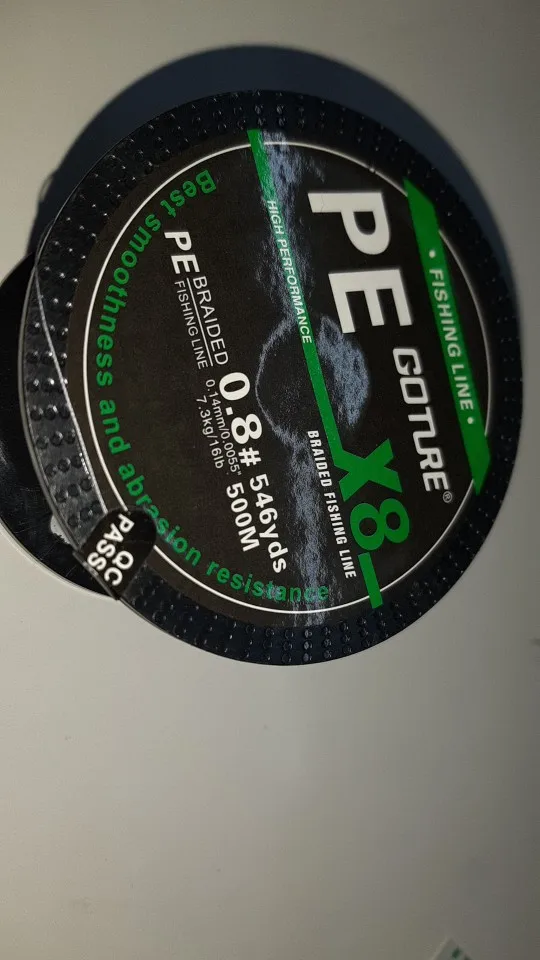 • FISHING LINE •
GOTURE®
PE X8
BRAIDED FISHING LINE
HIGH PERFORMANCE
PE BRAIDED
FISHING LINE
0.8# 546yds
500M
0.14mm/0.0055"
7.3kg/16lb
Best smoothness and abrasion resistance
QC
PASS